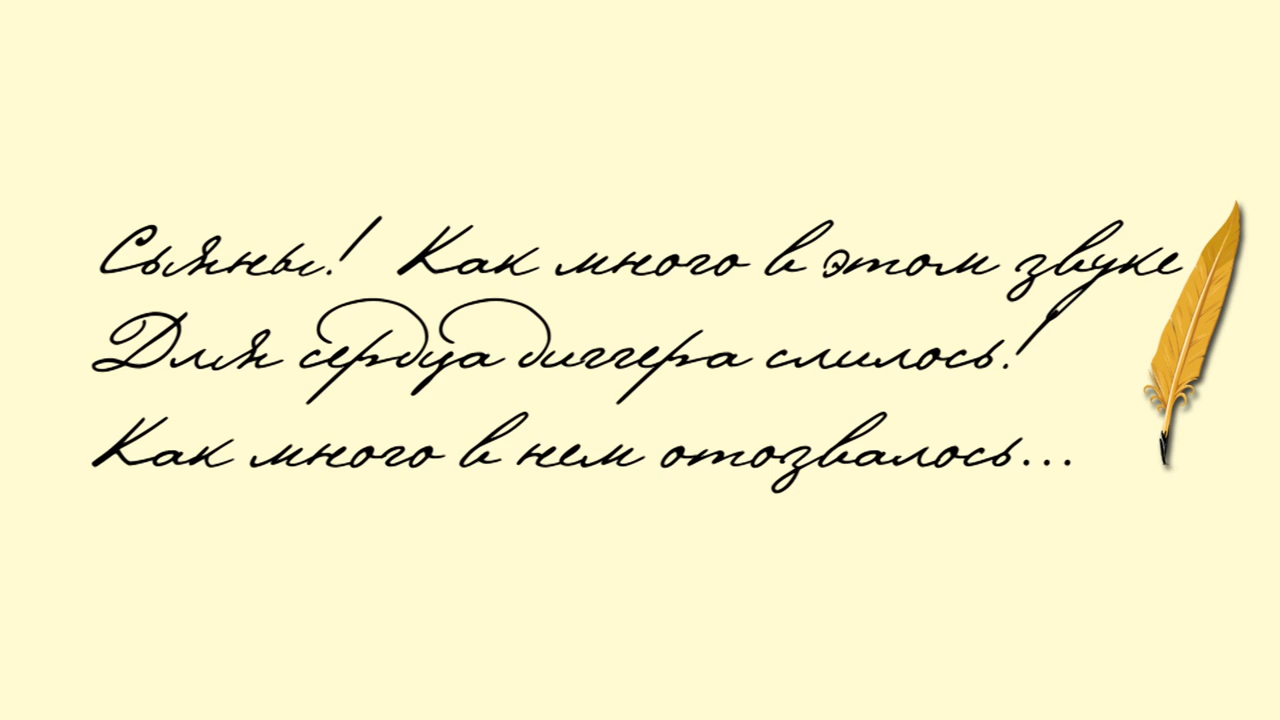 Сьяны! Как много в этом звуке
Для сердца диггера слилось!
Как много в нем отозвалось...